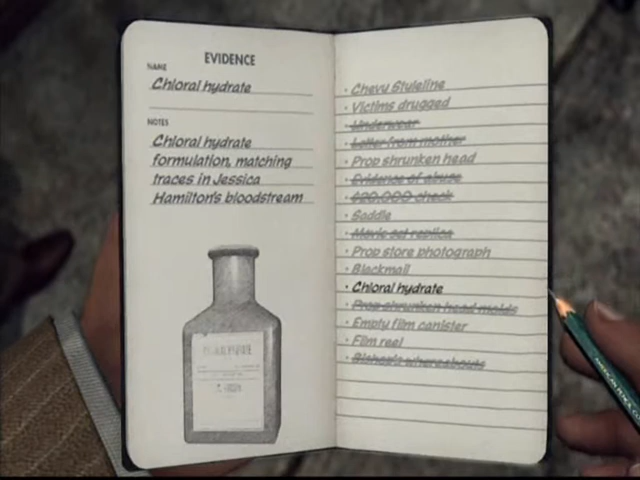 EVIDENCE
NAME
Chloral hydrate
NOTES
Chloral hydrate
formulation, matching
traces in Jessica
Hamilton's bloodstream
• Chevy Styleline
• Victims drugged
• Underwear
• Letter from mother
• Prop shrunken head
• Evidence of abuse
• $20,000 check
• Saddle
• Movie set replica
• Prop store photograph
• Blackmail
• Chloral hydrate
• Prop shrunken head molds
• Empty film canister
• Film reel
• Bishop's whereabouts